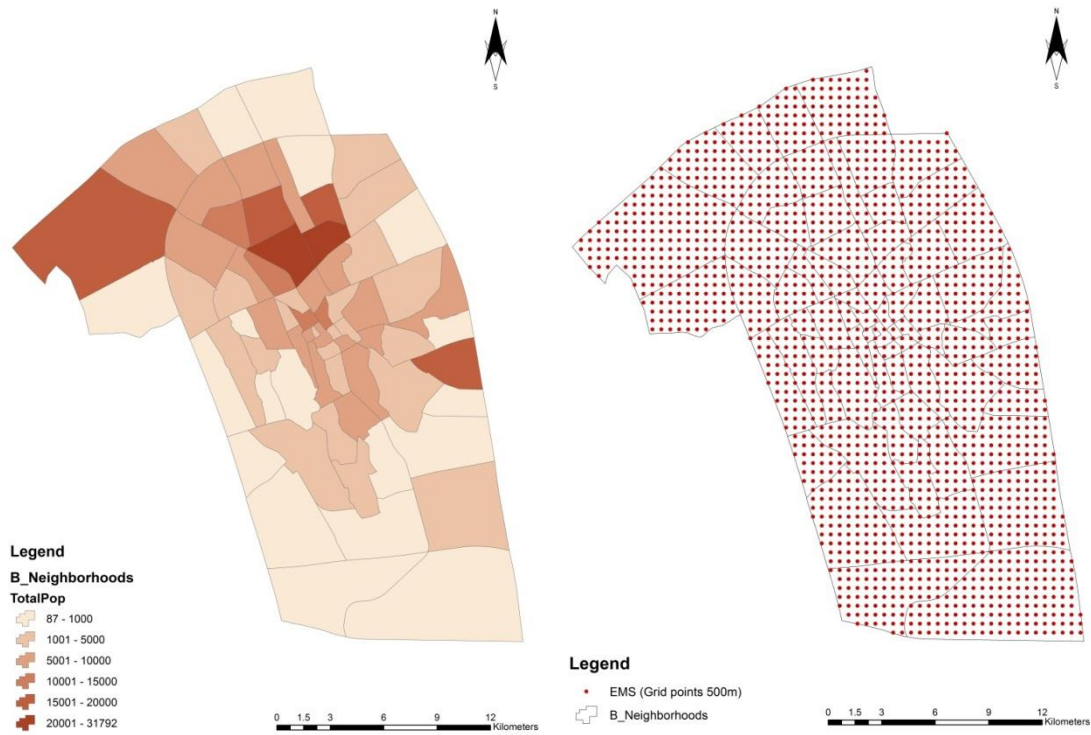 N
S
Legend
B_Neighborhoods
TotalPop
87 - 1000
1001 - 5000
5001 - 10000
10001 - 15000
15001 - 20000
20001 - 31792
0 1.5 3 6 9 12
Kilometers
N
S
Legend
EMS (Grid points 500m)
B_Neighborhoods
0 1.5 3 6 9 12
Kilometers